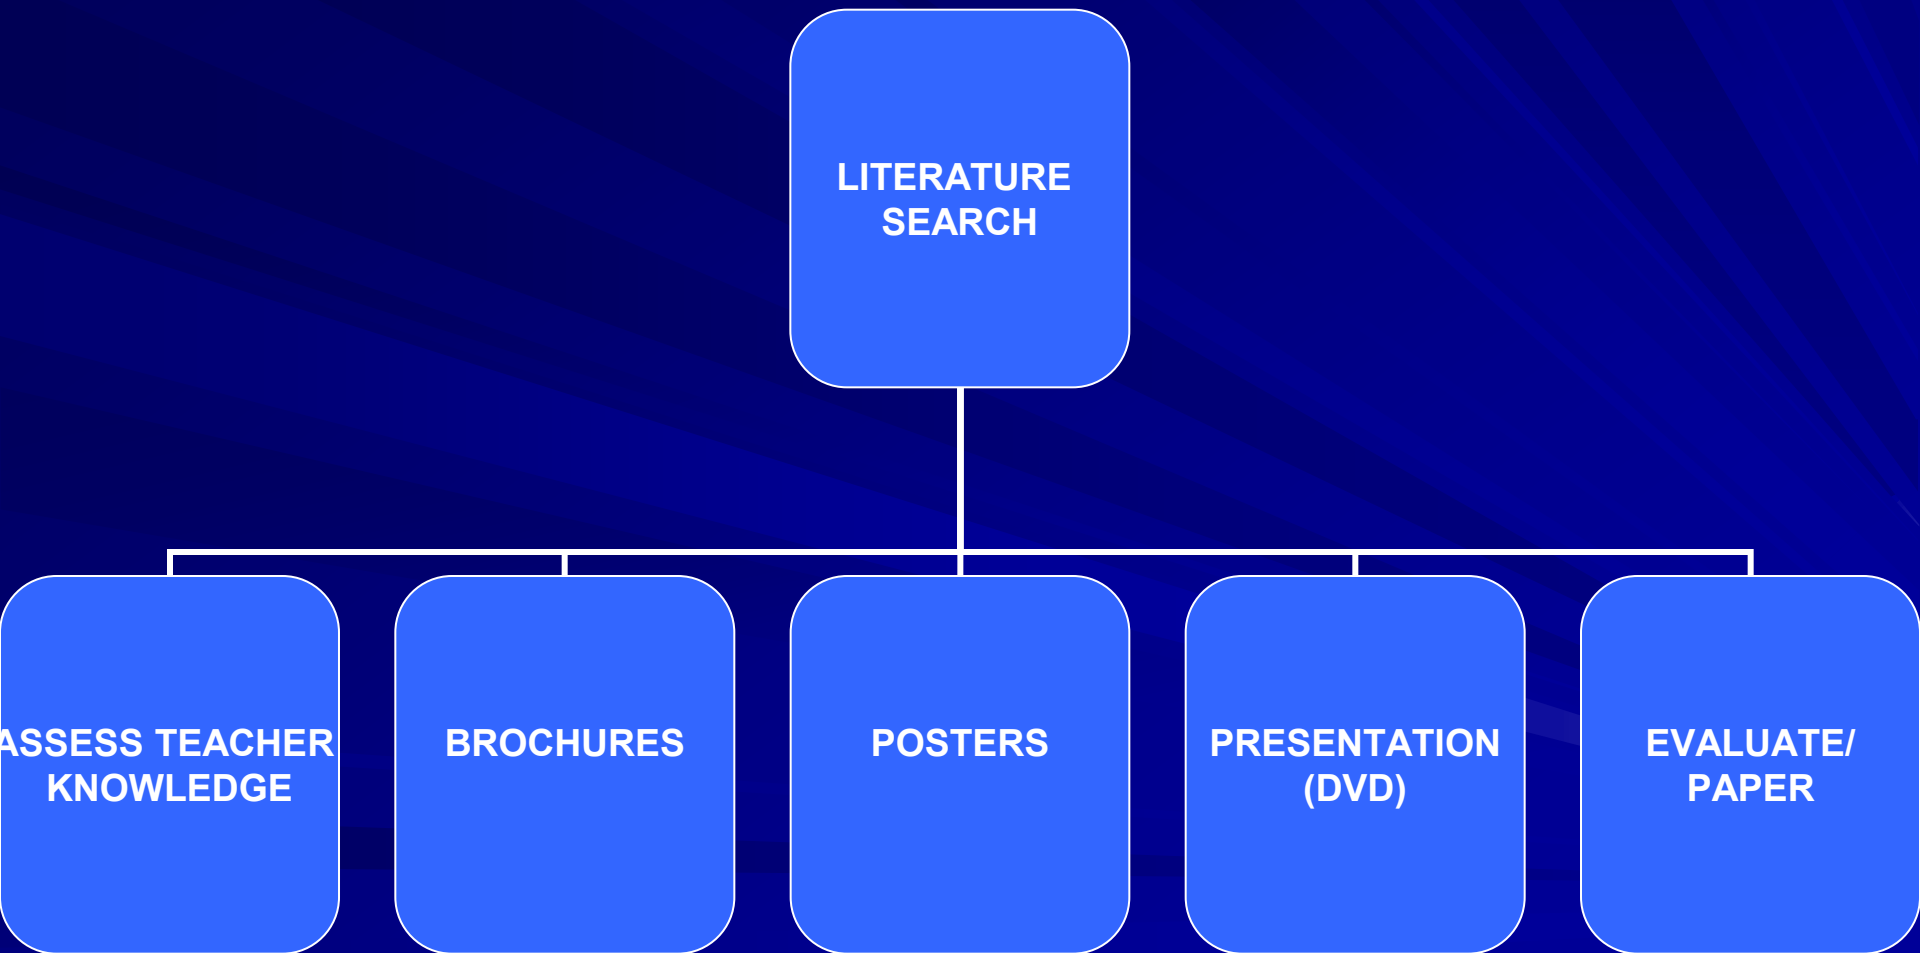 LITERATURE
SEARCH
ASSESS TEACHER
KNOWLEDGE
BROCHURES
POSTERS
PRESENTATION
(DVD)
EVALUATE/
PAPER